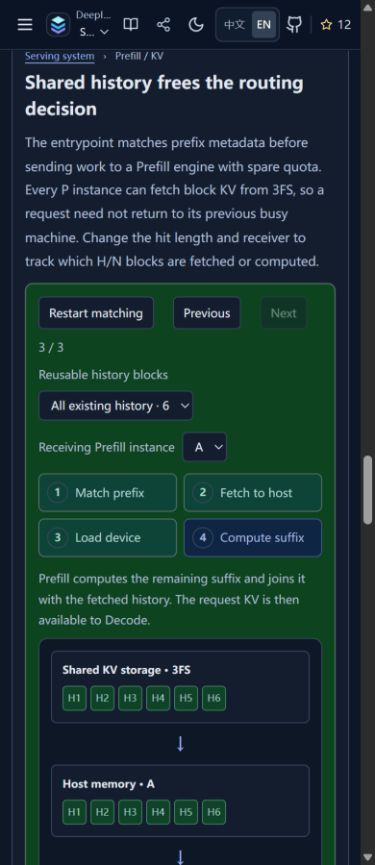 Deepl...
S...
中文 EN
12
Serving system › Prefill / KV
Shared history frees the routing
decision
The entrypoint matches prefix metadata before
sending work to a Prefill engine with spare quota.
Every P instance can fetch block KV from 3FS, so a
request need not return to its previous busy
machine. Change the hit length and receiver to
track which H/N blocks are fetched or computed.
Restart matching Previous Next
3 / 3
Reusable history blocks
All existing history · 6
Receiving Prefill instance A
1 Match prefix 2 Fetch to host
3 Load device 4 Compute suffix
Prefill computes the remaining suffix and joins it
with the fetched history. The request KV is then
available to Decode.
Shared KV storage • 3FS
H1 H2 H3 H4 H5 H6
↓
Host memory • A
H1 H2 H3 H4 H5 H6
↓